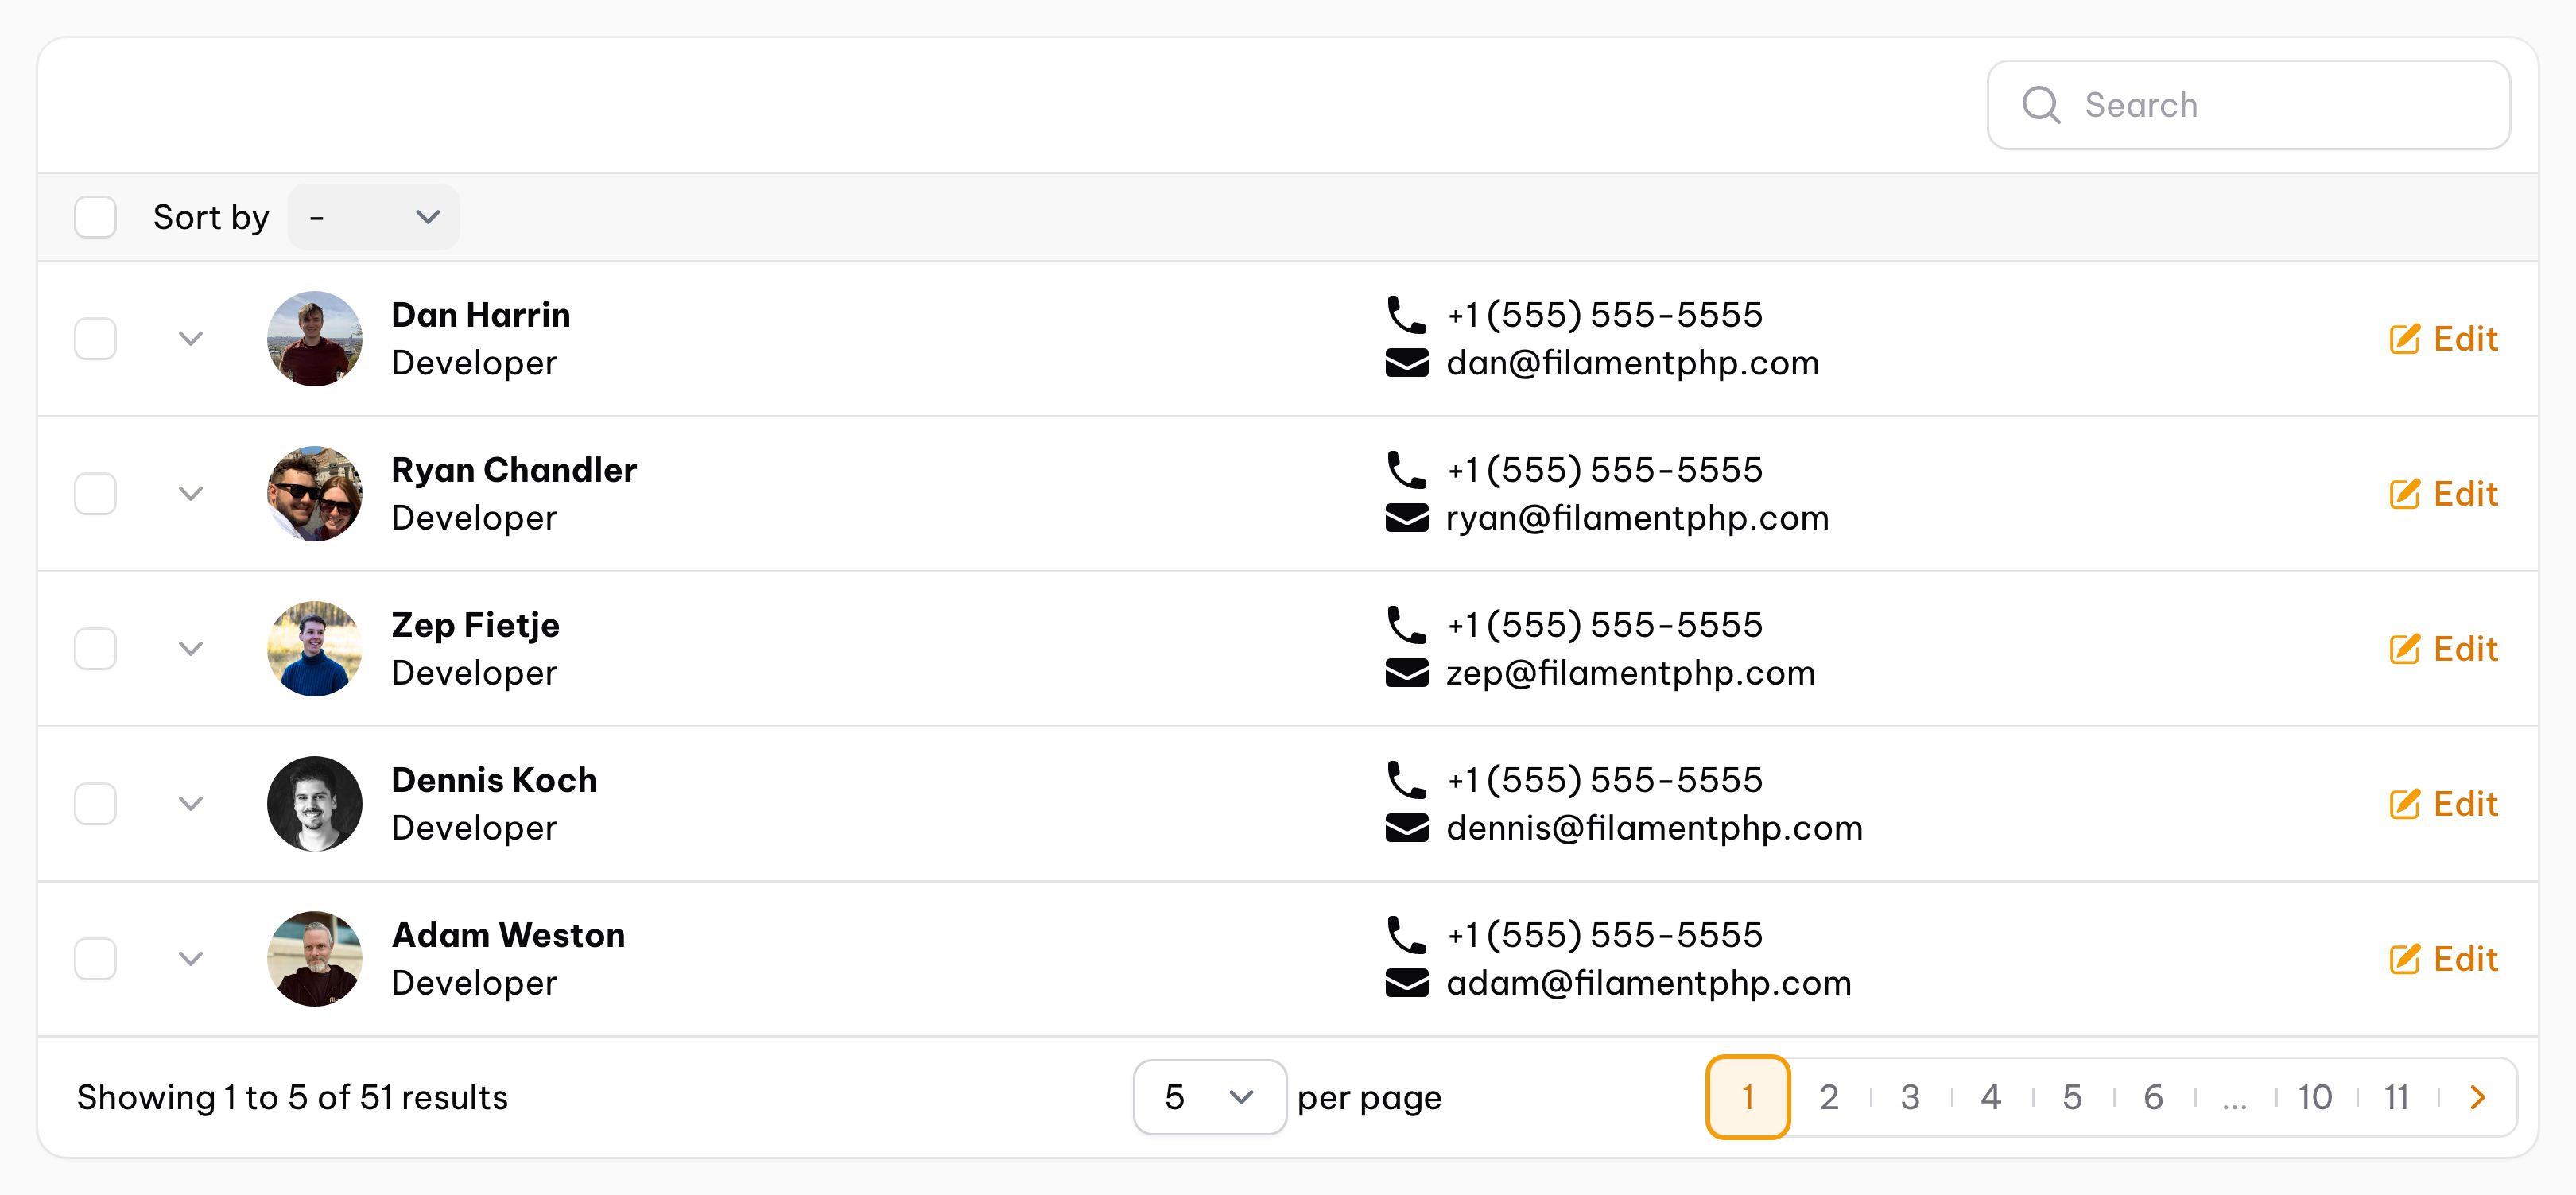 Search
Sort by -
Dan Harrin
Developer
+1 (555) 555-5555
dan@filamentphp.com
Edit
Ryan Chandler
Developer
+1 (555) 555-5555
ryan@filamentphp.com
Edit
Zep Fietje
Developer
+1 (555) 555-5555
zep@filamentphp.com
Edit
Dennis Koch
Developer
+1 (555) 555-5555
dennis@filamentphp.com
Edit
Adam Weston
Developer
+1 (555) 555-5555
adam@filamentphp.com
Edit
Showing 1 to 5 of 51 results
5 per page
1 2 3 4 5 6 ... 10 11